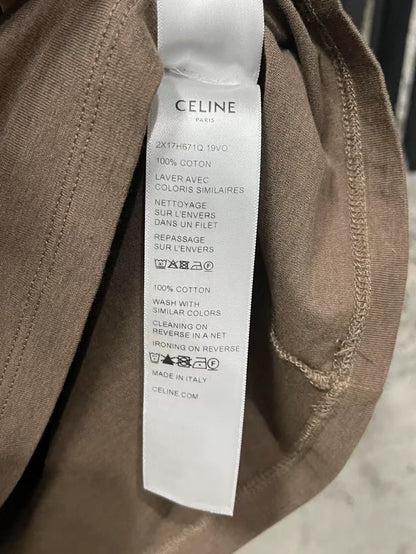 CELINE
PARIS
2X17H671Q.19VO
100% COTON
LAVER AVEC
COLORIS SIMILAIRES
NETTOYAGE
SUR L'ENVERS
DANS UN FILET
REPASSAGE
SUR L'ENVERS
100% COTTON
WASH WITH
SIMILAR COLORS
CLEANING ON
REVERSE IN A NET
IRONING ON REVERSE
MADE IN ITALY
CELINE.COM